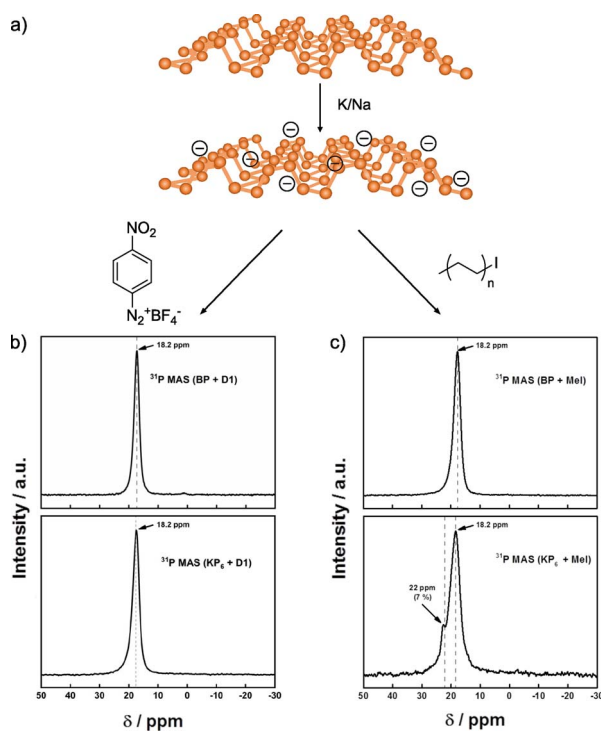 a)
K/Na
NO₂
N₂⁺BF₄⁻
I
n
b)
18.2 ppm
³¹P MAS (BP + D1)
Intensity / a.u.
18.2 ppm
³¹P MAS (KP₆ + D1)
50 40 30 20 10 0 -10 -20 -30
δ / ppm
c)
18.2 ppm
³¹P MAS (BP + MeI)
Intensity / a.u.
18.2 ppm
³¹P MAS (KP₆ + MeI)
22 ppm
(7 %)
50 40 30 20 10 0 -10 -20 -30
δ / ppm